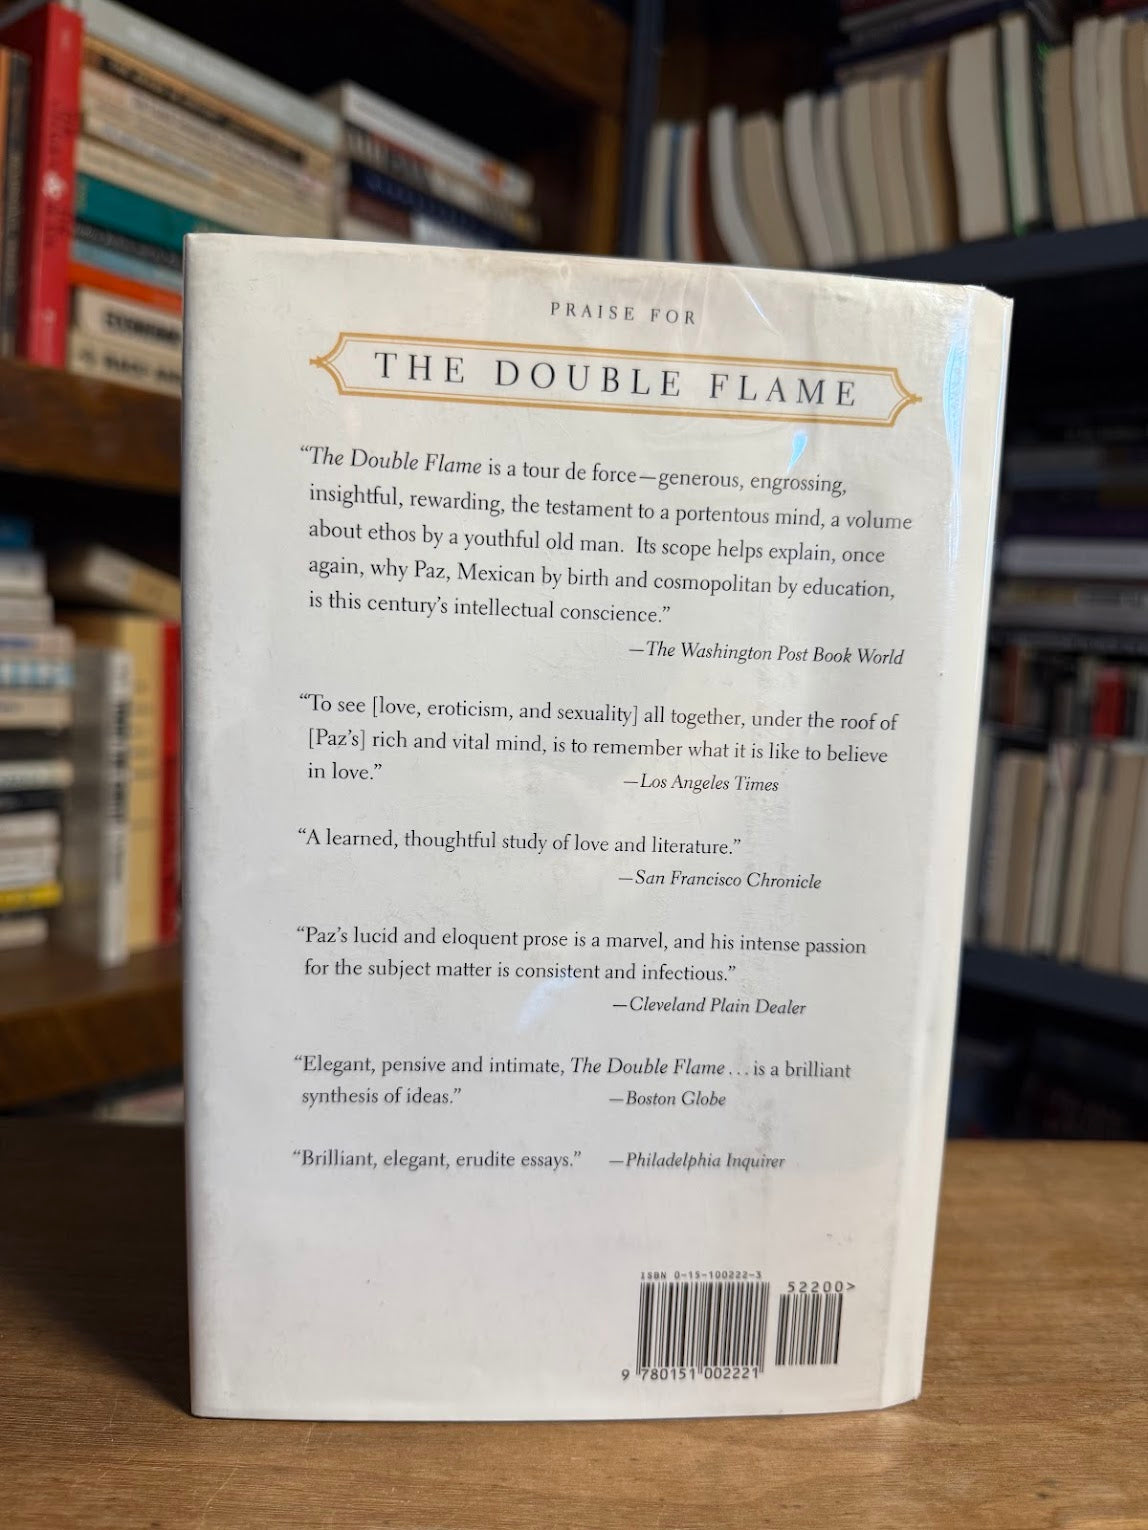 PRAISE FOR
THE DOUBLE FLAME
“The Double Flame is a tour de force—generous, engrossing,
insightful, rewarding, the testament to a portentous mind, a volume
about ethos by a youthful old man. Its scope helps explain, once
again, why Paz, Mexican by birth and cosmopolitan by education,
is this century’s intellectual conscience.”
—The Washington Post Book World
“To see [love, eroticism, and sexuality] all together, under the roof of
[Paz’s] rich and vital mind, is to remember what it is like to believe
in love.” —Los Angeles Times
“A learned, thoughtful study of love and literature.”
—San Francisco Chronicle
“Paz’s lucid and eloquent prose is a marvel, and his intense passion
for the subject matter is consistent and infectious.”
—Cleveland Plain Dealer
“Elegant, pensive and intimate, The Double Flame . . . is a brilliant
synthesis of ideas.” —Boston Globe
“Brilliant, elegant, erudite essays.” —Philadelphia Inquirer
ISBN 0-15-100222-3
52200>
9 780151 002221